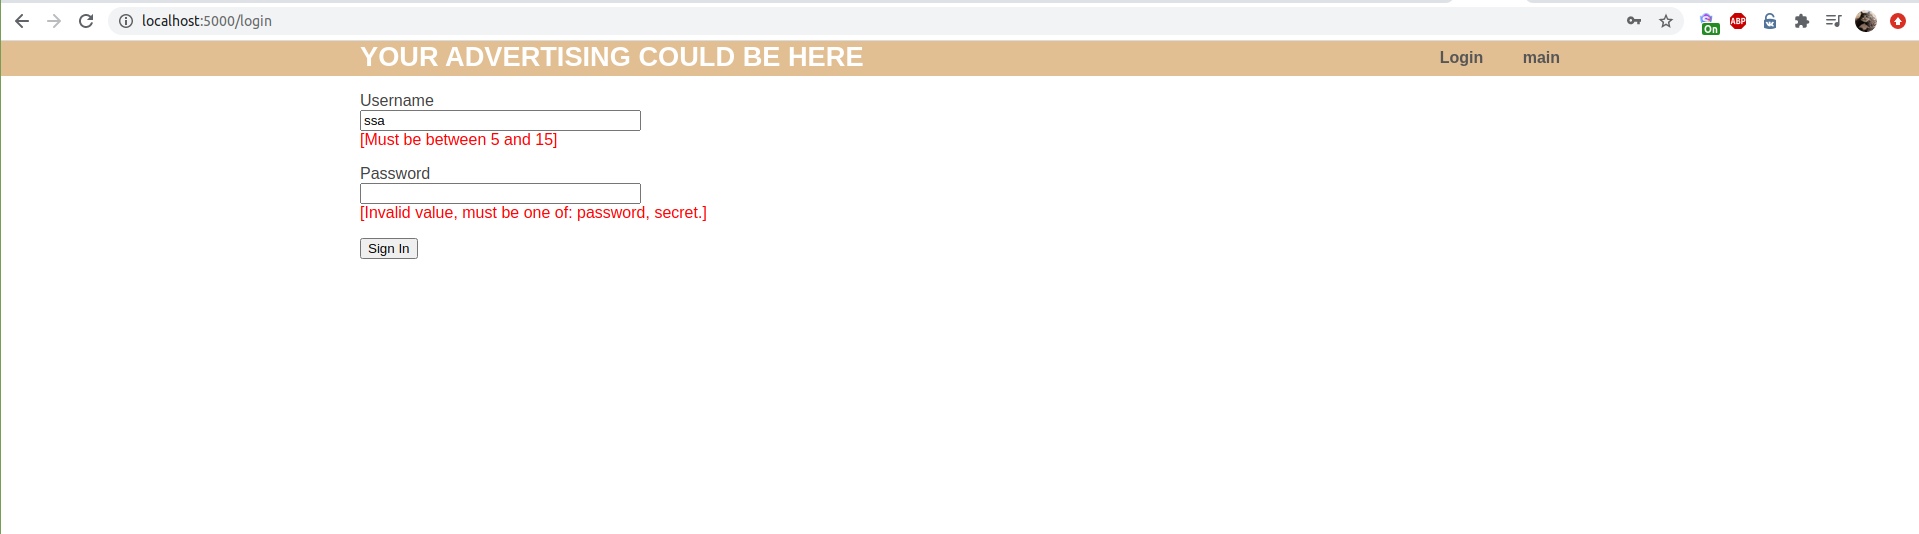 localhost:5000/login
On
ABP
YOUR ADVERTISING COULD BE HERE
Login main
Username
ssa
[Must be between 5 and 15]
Password
[Invalid value, must be one of: password, secret.]
Sign In